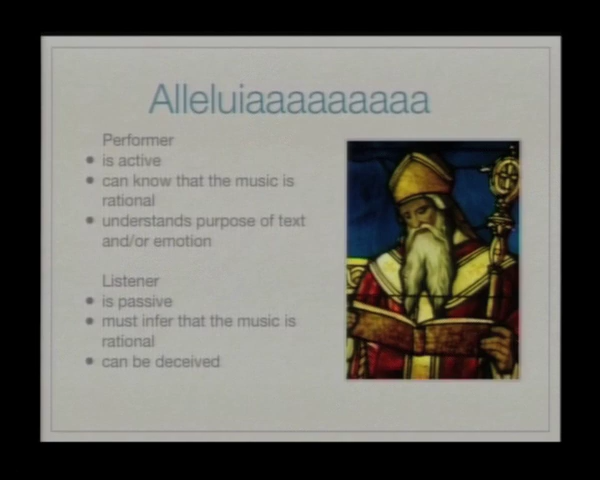 Alleluiaaaaaaaaaa
Performer
• is active
• can know that the music is
rational
• understands purpose of text
and/or emotion
Listener
• is passive
• must infer that the music is
rational
• can be deceived